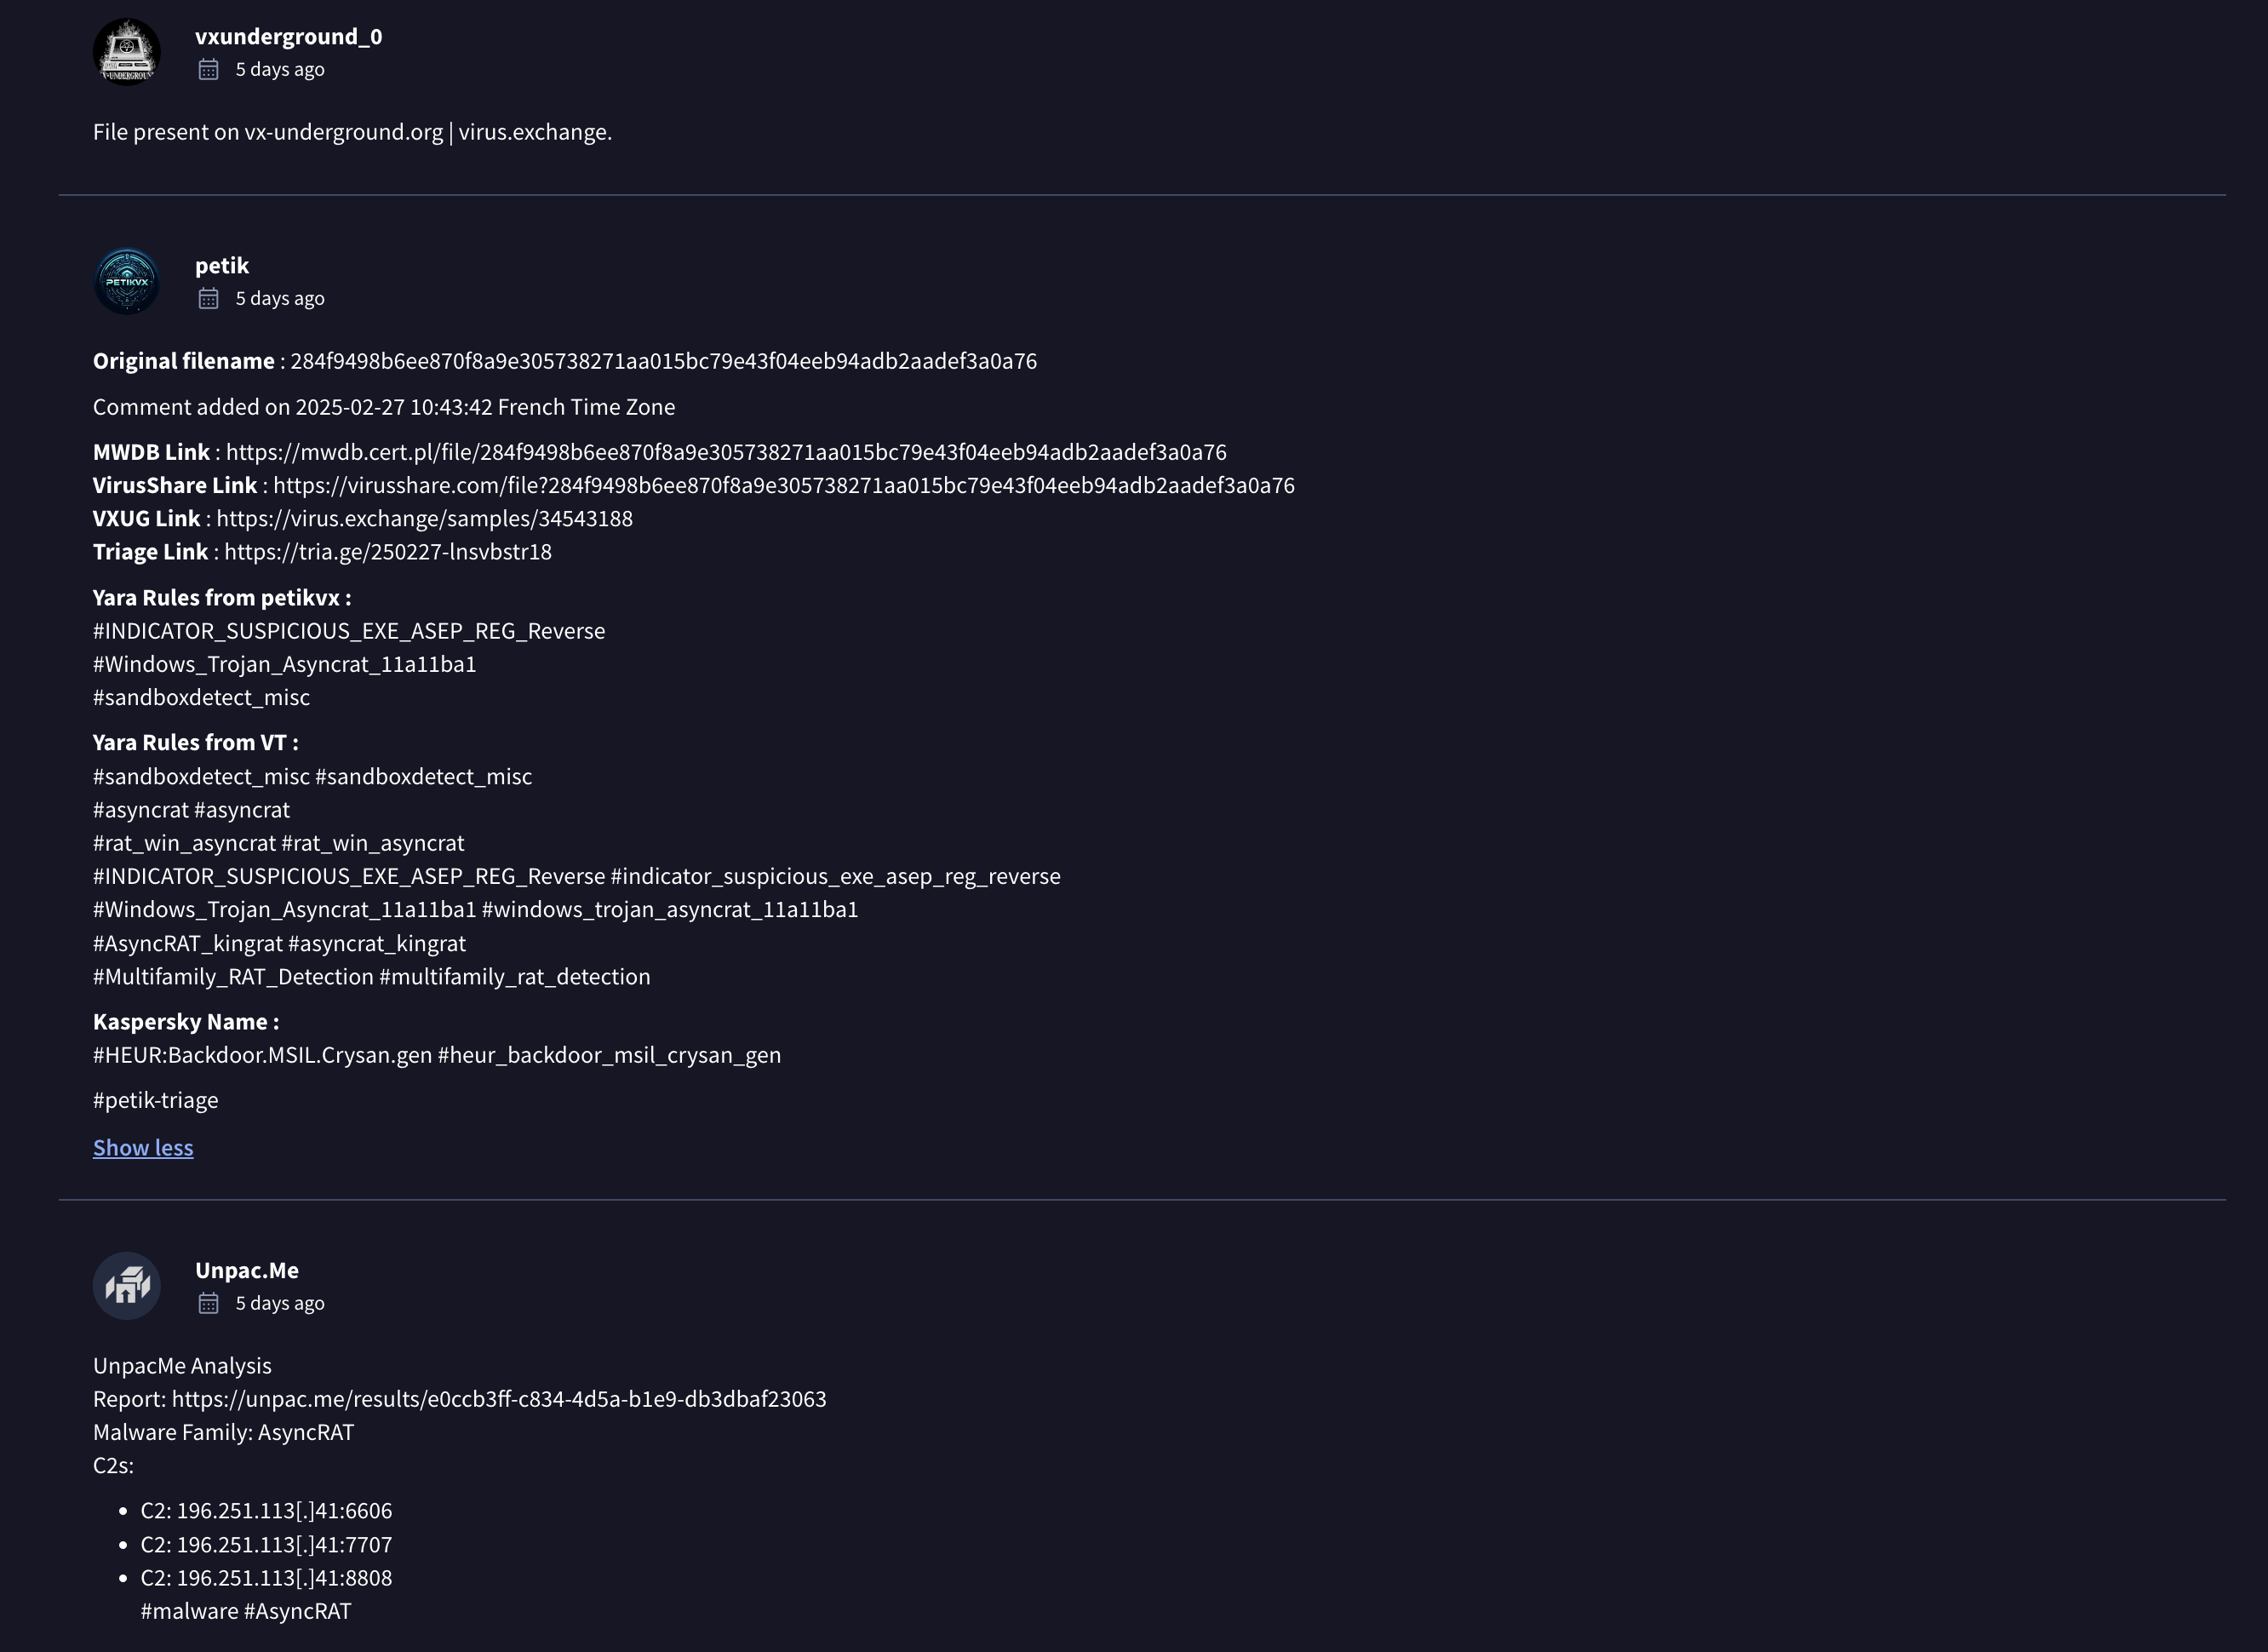 vxunderground_0
5 days ago
File present on vx-underground.org | virus.exchange.
PETIKVX
petik
5 days ago
Original filename : 284f9498b6ee870f8a9e305738271aa015bc79e43f04eeb94adb2aadef3a0a76
Comment added on 2025-02-27 10:43:42 French Time Zone
MWDB Link : https://mwdb.cert.pl/file/284f9498b6ee870f8a9e305738271aa015bc79e43f04eeb94adb2aadef3a0a76
VirusShare Link : https://virusshare.com/file?284f9498b6ee870f8a9e305738271aa015bc79e43f04eeb94adb2aadef3a0a76
VXUG Link : https://virus.exchange/samples/34543188
Triage Link : https://tria.ge/250227-lnsvbstr18
Yara Rules from petikvx :
#INDICATOR_SUSPICIOUS_EXE_ASEP_REG_Reverse
#Windows_Trojan_Asyncrat_11a11ba1
#sandboxdetect_misc
Yara Rules from VT :
#sandboxdetect_misc #sandboxdetect_misc
#asyncrat #asyncrat
#rat_win_asyncrat #rat_win_asyncrat
#INDICATOR_SUSPICIOUS_EXE_ASEP_REG_Reverse #indicator_suspicious_exe_asep_reg_reverse
#Windows_Trojan_Asyncrat_11a11ba1 #windows_trojan_asyncrat_11a11ba1
#AsyncRAT_kingrat #asyncrat_kingrat
#Multifamily_RAT_Detection #multifamily_rat_detection
Kaspersky Name :
#HEUR:Backdoor.MSIL.Crysan.gen #heur_backdoor_msil_crysan_gen
#petik-triage
Show less
Unpac.Me
5 days ago
UnpacMe Analysis
Report: https://unpac.me/results/e0ccb3ff-c834-4d5a-b1e9-db3dbaf23063
Malware Family: AsyncRAT
C2s:
• C2: 196.251.113[.]41:6606
• C2: 196.251.113[.]41:7707
• C2: 196.251.113[.]41:8808
#malware #AsyncRAT